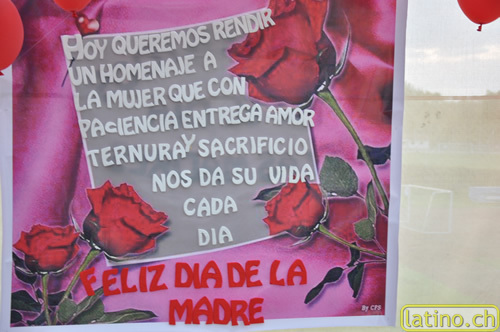 HOY QUEREMOS RENDIR
UN HOMENAJE A
LA MUJER QUE CON
PACIENCIA ENTREGA AMOR
TERNURA Y SACRIFICIO
NOS DA SU VIDA
CADA
DIA
FELIZ DIA DE LA
MADRE
By CPS
latino.ch